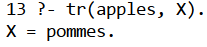 13 ?- tr(apples, X).
X = pommes.